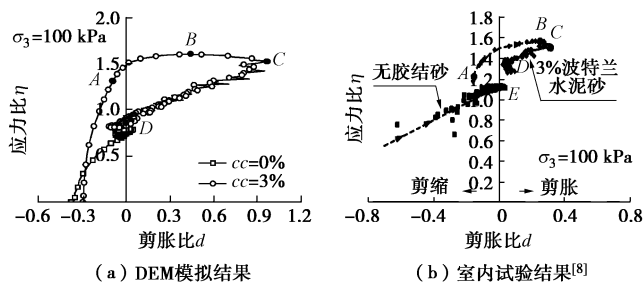 σ₃=100 kPa
应力比η
2.0
1.5
1.0
0.5
A
B
C
D
cc=0%
cc=3%
-0.6
-0.3
0
0.3
0.6
0.9
1.2
剪胀比d
(a) DEM模拟结果
应力比η
1.8
1.6
1.4
1.2
1.0
0.8
0.6
0.4
0.2
无胶结砂
A
B
C
D
E
3%波特兰
水泥砂
σ₃=100 kPa
剪缩
剪胀
-0.8
-0.4
0
0.4
0.8
剪胀比d
(b) 室内试验结果[8]